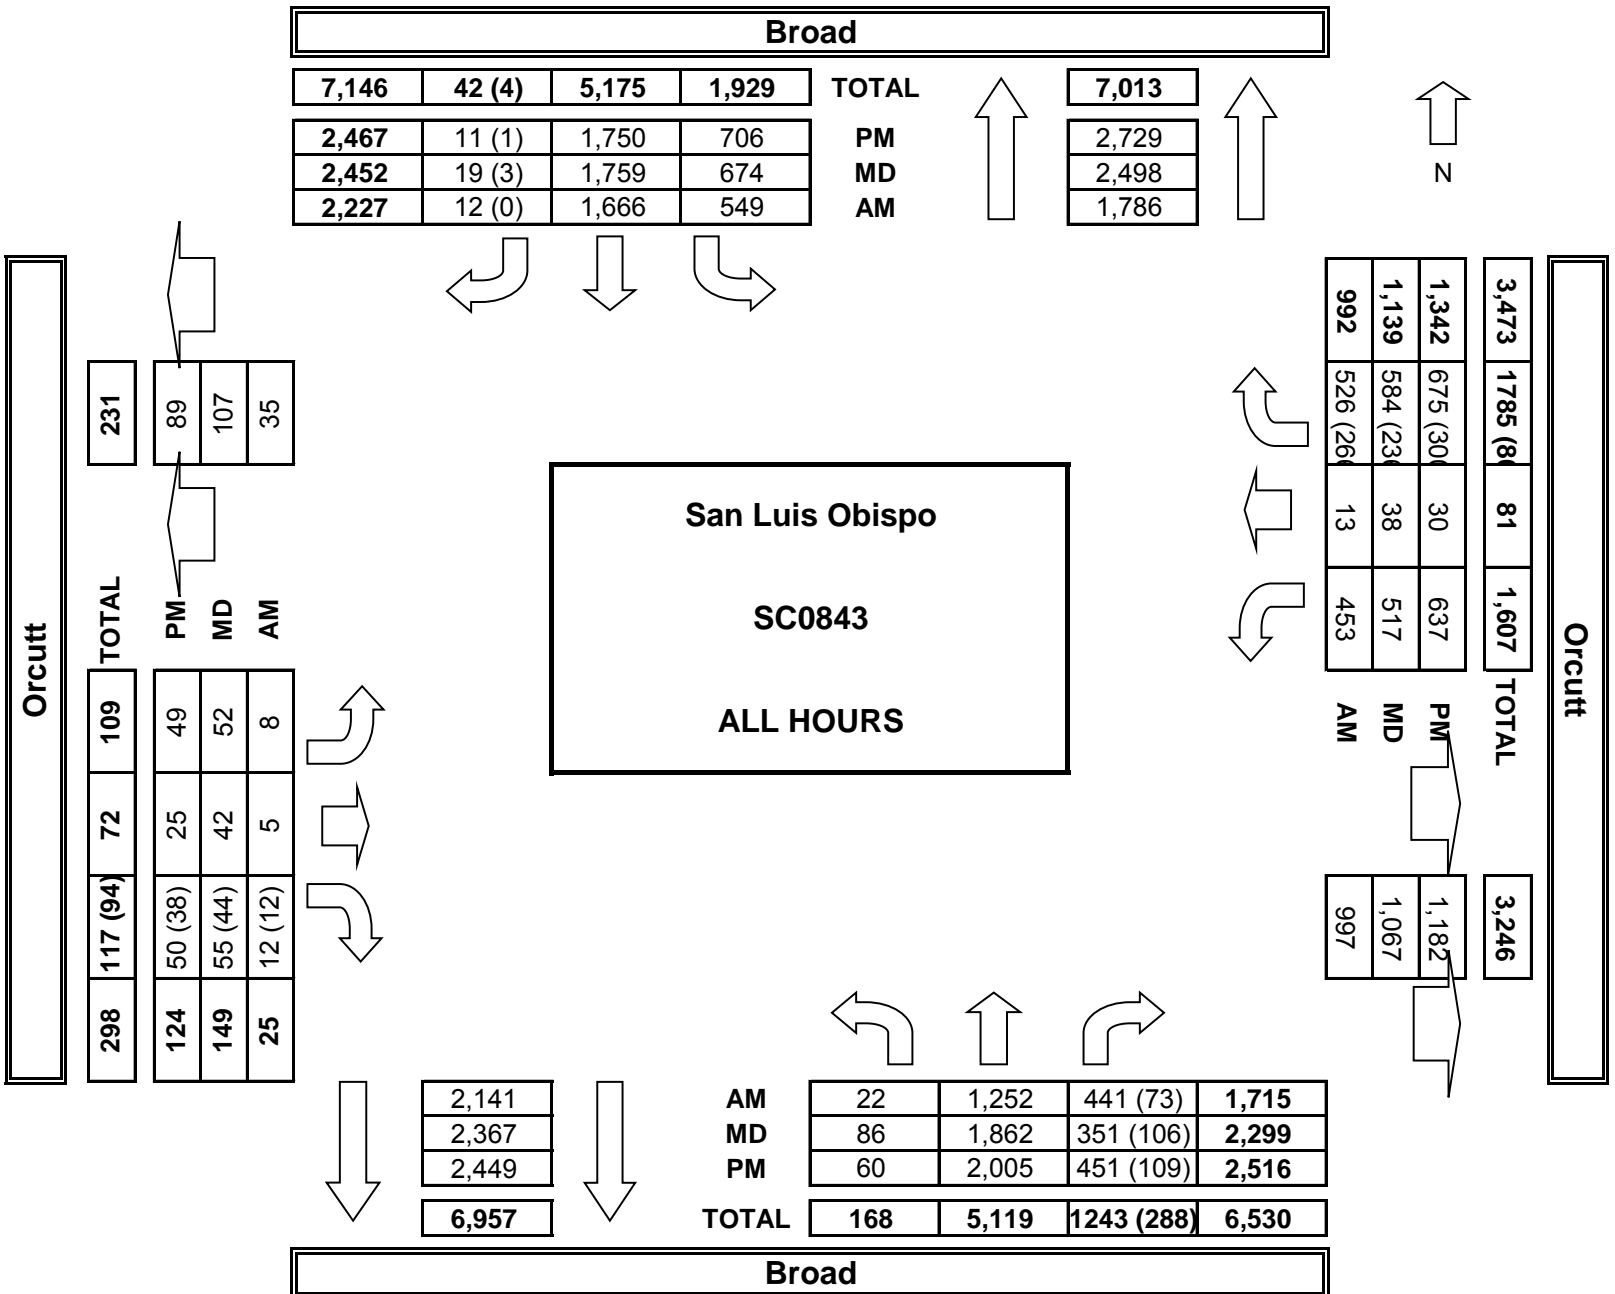 Broad
7,146 42 (4) 5,175 1,929 TOTAL 7,013
2,467 11 (1) 1,750 706 PM 2,729
2,452 19 (3) 1,759 674 MD 2,498
2,227 12 (0) 1,666 549 AM 1,786
N
Orcutt
231 89 107 35
TOTAL PM MD AM
109 49 52 8
72 25 42 5
117 (94) 50 (38) 55 (44) 12 (12)
298 124 149 25
San Luis Obispo
SC0843
ALL HOURS
3,473 1785 (8 81 1,607 TOTAL
1,342 675 (30 30 637 PM
1,139 584 (23 38 517 MD
992 526 (26 13 453 AM
3,246
1,182
1,067
997
Orcutt
2,141 AM 22 1,252 441 (73) 1,715
2,367 MD 86 1,862 351 (106) 2,299
2,449 PM 60 2,005 451 (109) 2,516
6,957 TOTAL 168 5,119 1243 (288) 6,530
Broad